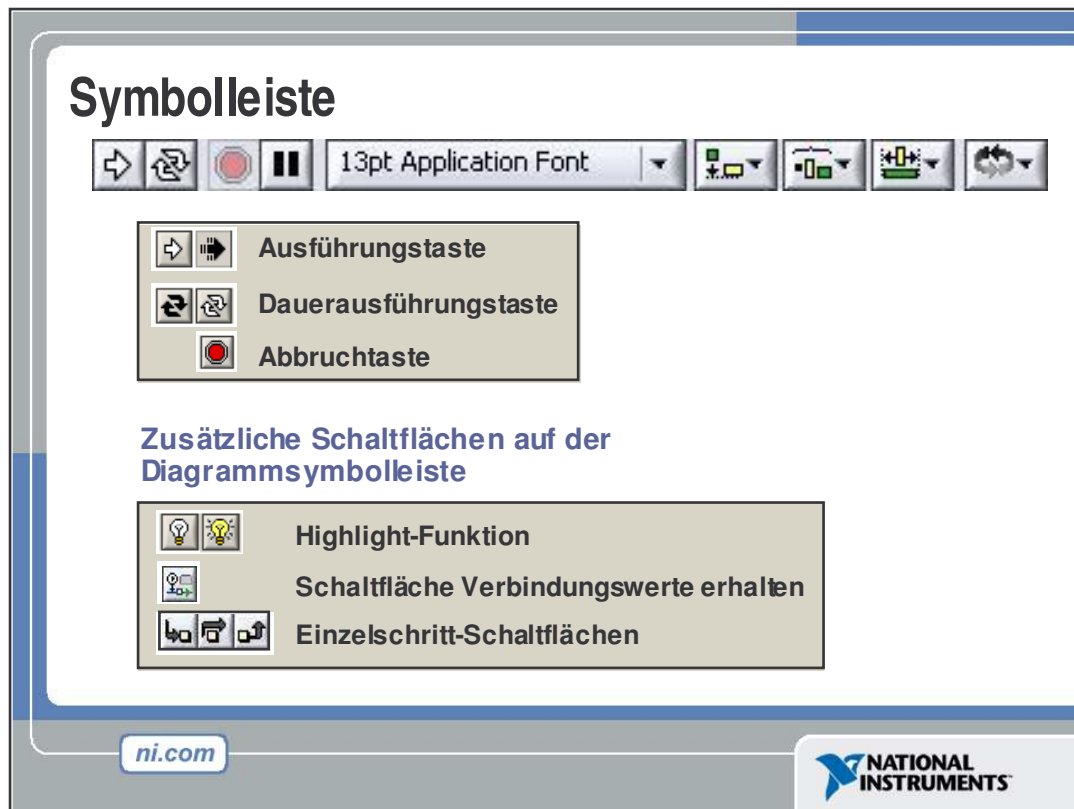 Symbolleiste
13pt Application Font
Ausführungstaste
Dauerausführungstaste
Abbruchtaste
Zusätzliche Schaltflächen auf der
Diagrammsymbolleiste
Highlight-Funktion
Schaltfläche Verbindungswerte erhalten
Einzelschritt-Schaltflächen
ni.com
NATIONAL
INSTRUMENTS